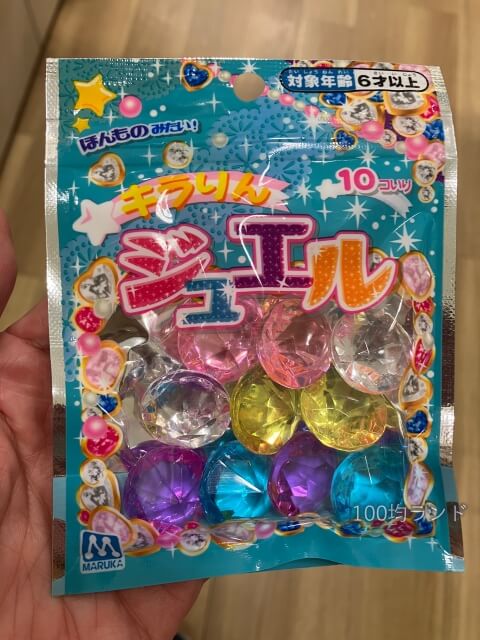 たい しょう ねん れい
対象年齢 6才以上
ほんものみたい!
キラりん
10コいり
ジュエル
100均ランド
MARUKA